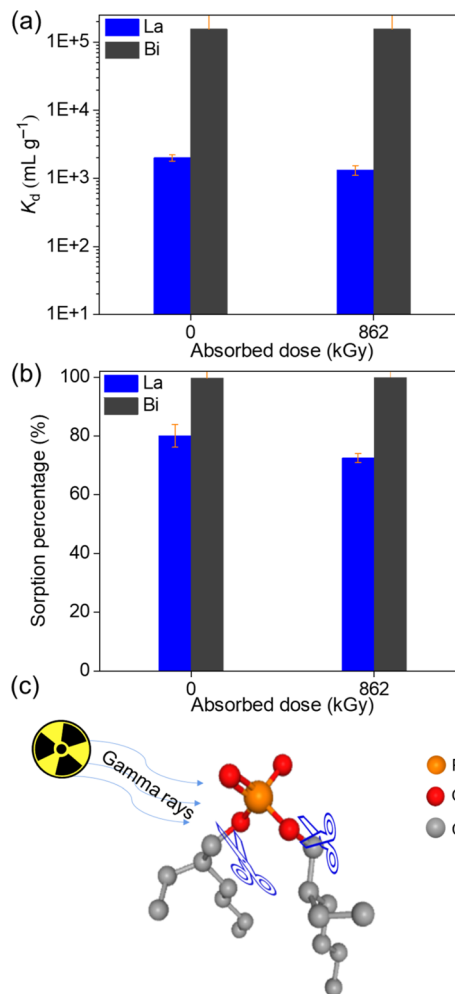 (a)
La
Bi
1E+5
1E+4
1E+3
1E+2
1E+1
K_d (mL g⁻¹)
0 862
Absorbed dose (kGy)
(b)
La
Bi
100
80
60
40
20
0
Sorption percentage (%)
0 862
Absorbed dose (kGy)
(c)
Gamma rays